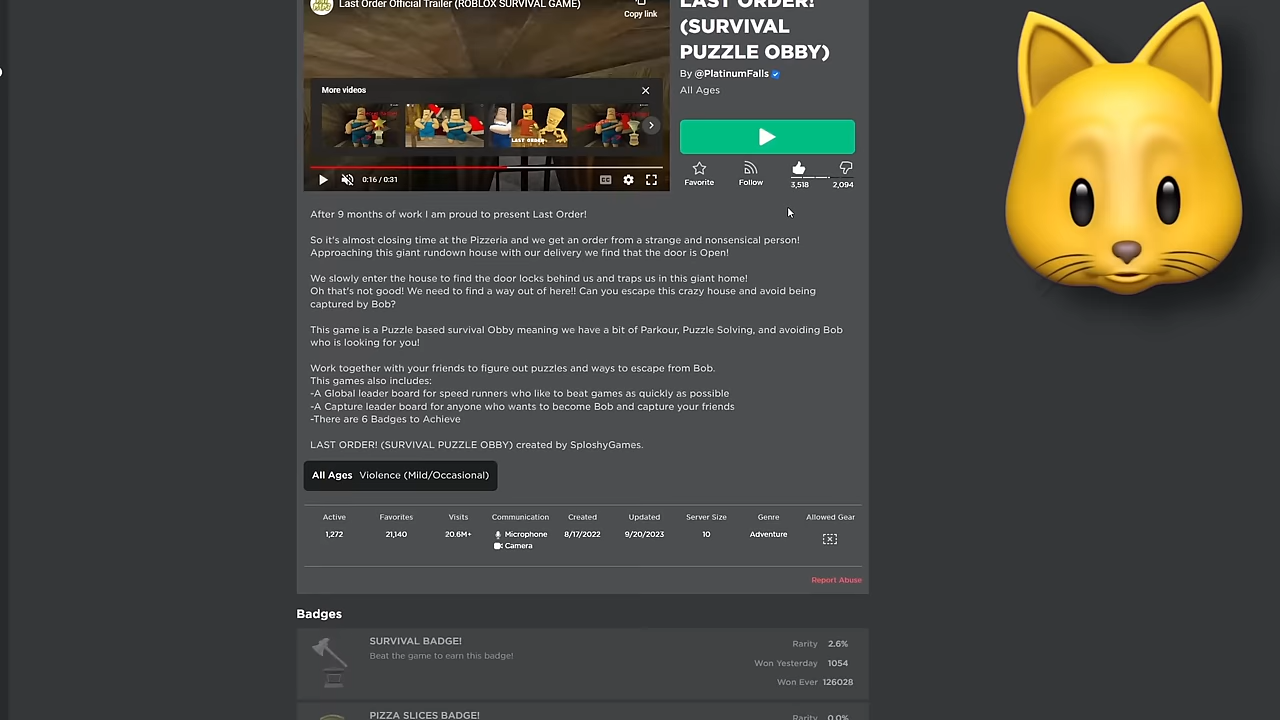 Last Order Official Trailer (ROBLOX SURVIVAL GAME)
Copy link
More videos
LAST ORDER
0:16 / 0:31
CC
LAST ORDER!
(SURVIVAL
PUZZLE OBBY)
By @PlatinumFalls
All Ages
Favorite
Follow
3,518
2,094
After 9 months of work I am proud to present Last Order!
So it's almost closing time at the Pizzeria and we get an order from a strange and nonsensical person!
Approaching this giant rundown house with our delivery we find that the door is Open!
We slowly enter the house to find the door locks behind us and traps us in this giant home!
Oh that's not good! We need to find a way out of here!! Can you escape this crazy house and avoid being
captured by Bob?
This game is a Puzzle based survival Obby meaning we have a bit of Parkour, Puzzle Solving, and avoiding Bob
who is looking for you!
Work together with your friends to figure out puzzles and ways to escape from Bob.
This games also includes:
-A Global leader board for speed runners who like to beat games as quickly as possible
-A Capture leader board for anyone who wants to become Bob and capture your friends
-There are 6 Badges to Achieve
LAST ORDER! (SURVIVAL PUZZLE OBBY) created by SploshyGames.
All Ages Violence (Mild/Occasional)
Active Favorites Visits Communication Created Updated Server Size Genre Allowed Gear
1,272 21,140 20.6M+ Microphone 8/17/2022 9/20/2023 10 Adventure
Camera
Report Abuse
Badges
SURVIVAL BADGE!
Beat the game to earn this badge!
Rarity 2.6%
Won Yesterday 1054
Won Ever 126028
PIZZA SLICES BADGE!
Rarity 0.0%